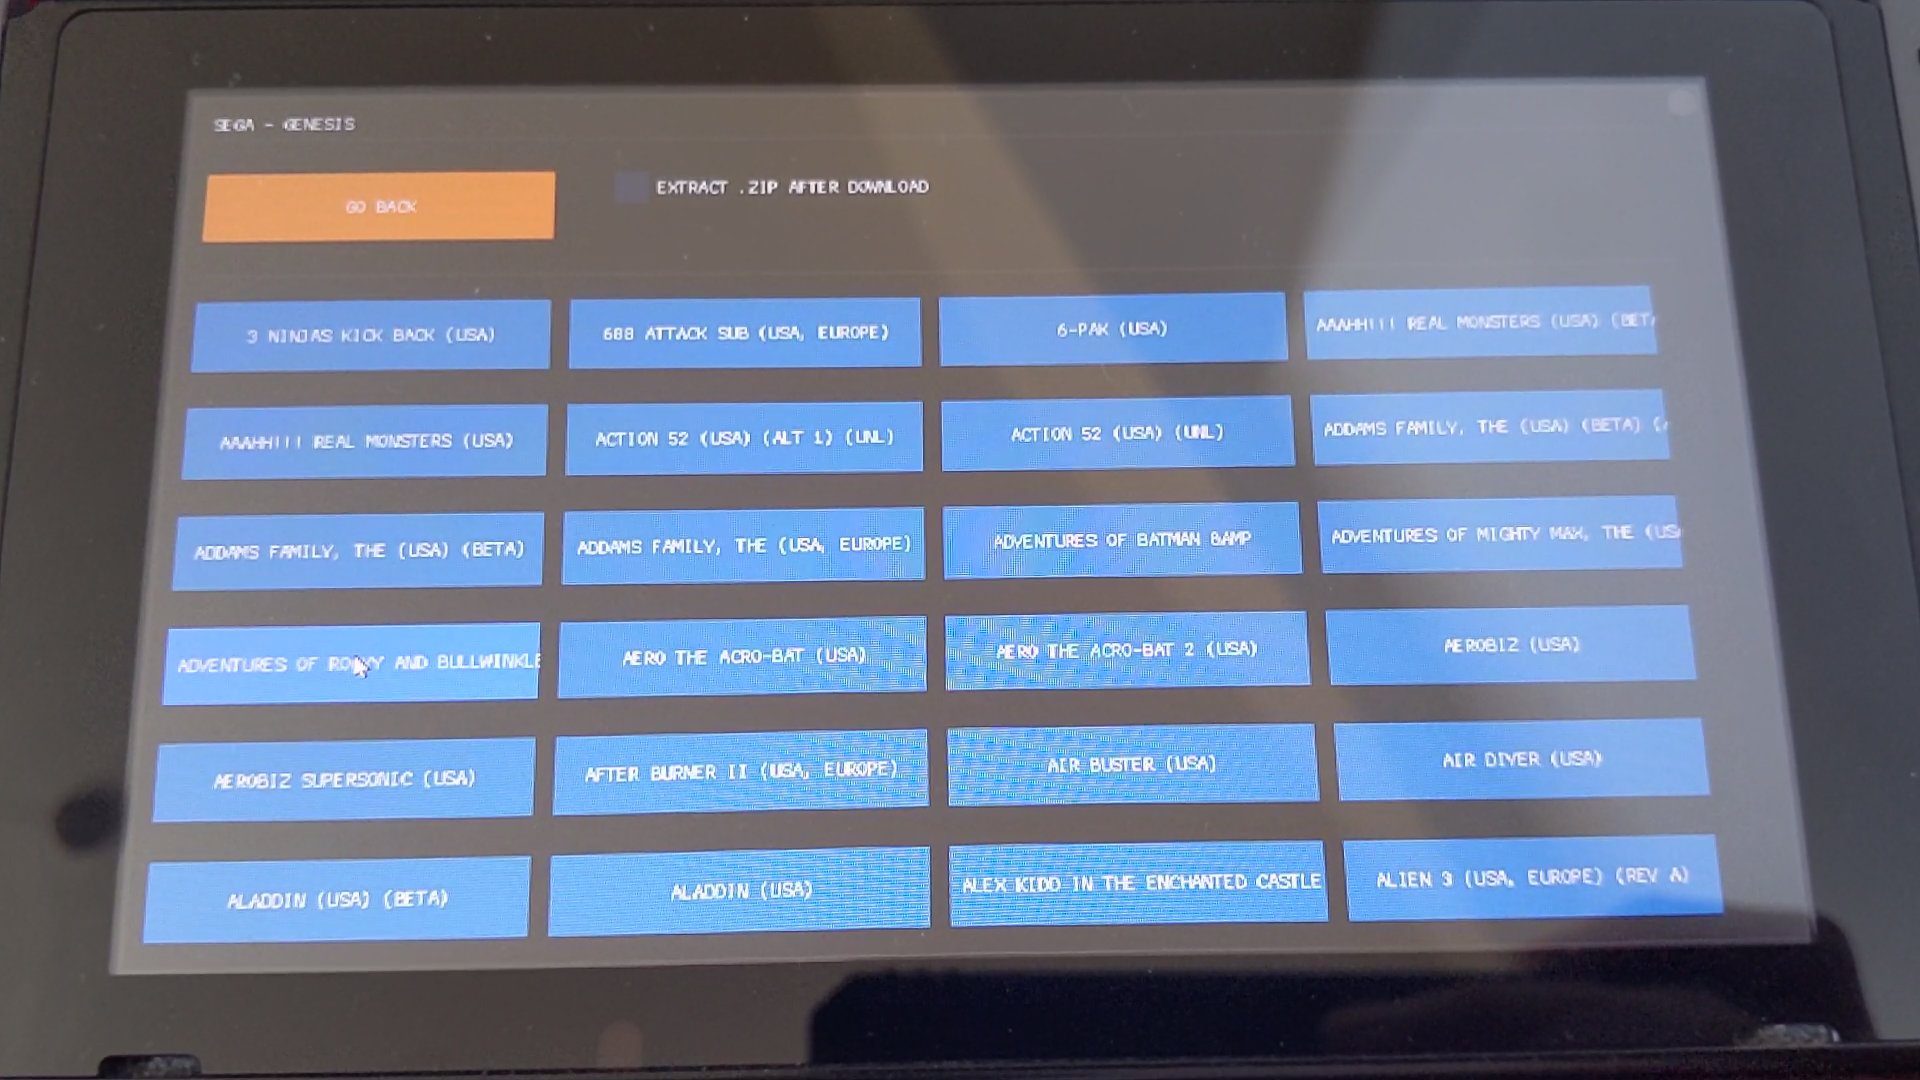 SEGA - GENESIS
GO BACK
EXTRACT .ZIP AFTER DOWNLOAD
3 NINJAS KICK BACK (USA)
688 ATTACK SUB (USA, EUROPE)
6-PAK (USA)
AAAHH!!! REAL MONSTERS (USA) (BETA
AAAHH!!! REAL MONSTERS (USA)
ACTION 52 (USA) (ALT 1) (UNL)
ACTION 52 (USA) (UNL)
ADDAMS FAMILY, THE (USA) (BETA) (
ADDAMS FAMILY, THE (USA) (BETA)
ADDAMS FAMILY, THE (USA, EUROPE)
ADVENTURES OF BATMAN &AMP
ADVENTURES OF MIGHTY MAX, THE (US
ADVENTURES OF ROCKY AND BULLWINKLE
AERO THE ACRO-BAT (USA)
AERO THE ACRO-BAT 2 (USA)
AEROBIZ (USA)
AEROBIZ SUPERSONIC (USA)
AFTER BURNER II (USA, EUROPE)
AIR BUSTER (USA)
AIR DIVER (USA)
ALADDIN (USA) (BETA)
ALADDIN (USA)
ALEX KIDD IN THE ENCHANTED CASTLE
ALIEN 3 (USA, EUROPE) (REV A)